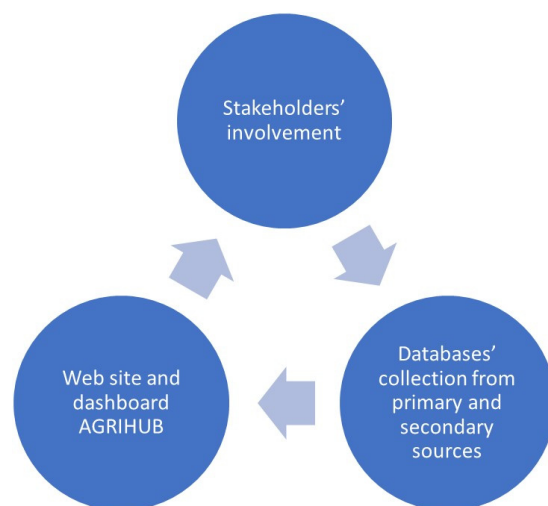 Stakeholders’
involvement
Databases’
collection from
primary and
secondary
sources
Web site and
dashboard
AGRIHUB